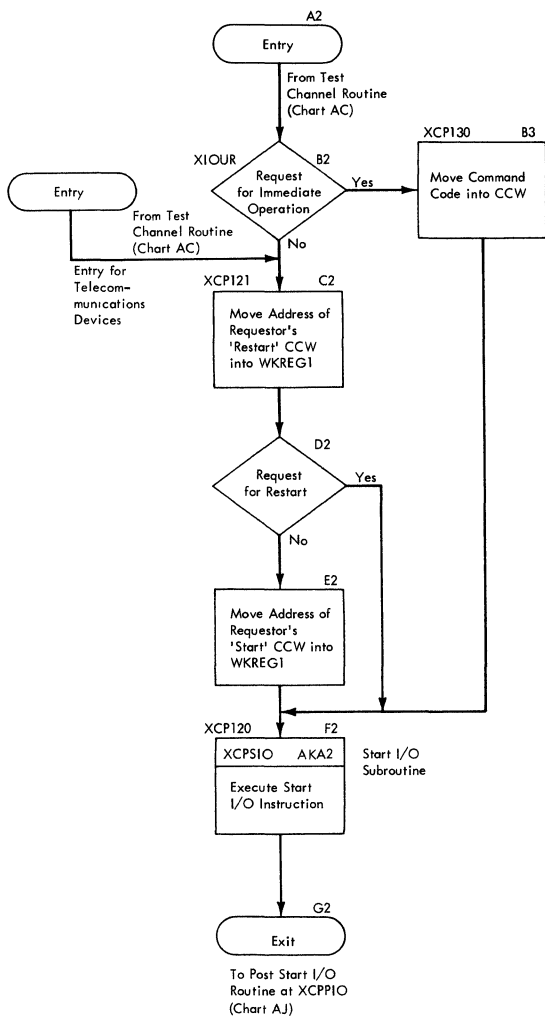 A2
Entry
From Test
Channel Routine
(Chart AC)
XIOUR
B2
Request
for Immediate
Operation
Yes
No
XCP130
B3
Move Command
Code into CCW
Entry
From Test
Channel Routine
(Chart AC)
Entry for
Telecom-
munications
Devices
XCP121
C2
Move Address of
Requestor's
'Restart' CCW
into WKREG1
D2
Request
for Restart
Yes
No
E2
Move Address of
Requestor's
'Start' CCW into
WKREG1
XCP120
F2
XCPSIO AKA2
Execute Start
I/O Instruction
Start I/O
Subroutine
G2
Exit
To Post Start I/O
Routine at XCPPIO
(Chart AJ)